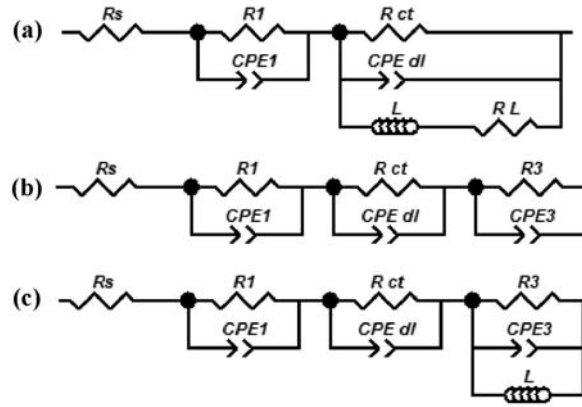 (a) Rs R1 R ct
CPE1 CPE dl
L R L
(b) Rs R1 R ct R3
CPE1 CPE dl CPE3
(c) Rs R1 R ct R3
CPE1 CPE dl CPE3
L